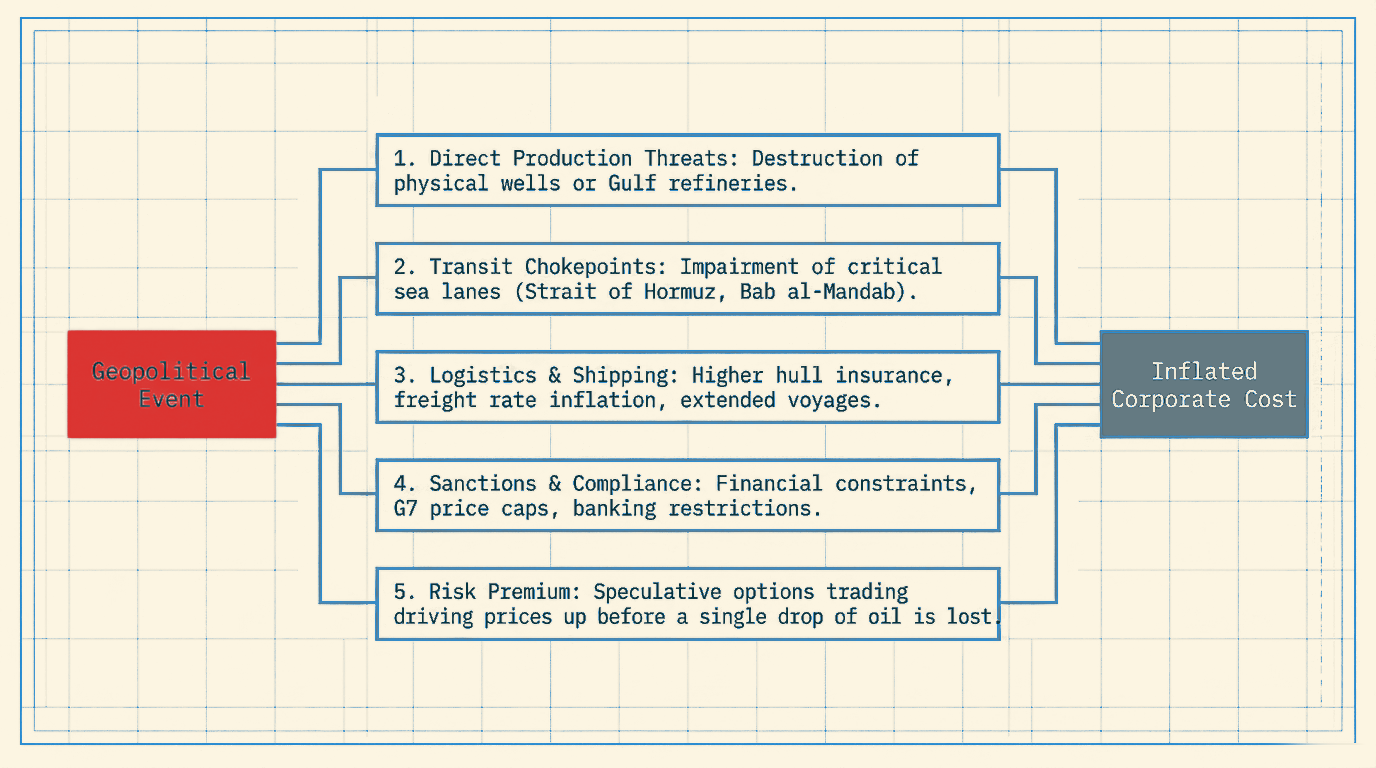 1. Direct Production Threats: Destruction of
physical wells or Gulf refineries.
2. Transit Chokepoints: Impairment of critical
sea lanes (Strait of Hormuz, Bab al-Mandab).
Geopolitical
Event
3. Logistics & Shipping: Higher hull insurance,
freight rate inflation, extended voyages.
Inflated
Corporate Cost
4. Sanctions & Compliance: Financial constraints,
G7 price caps, banking restrictions.
5. Risk Premium: Speculative options trading
driving prices up before a single drop of oil is lost.